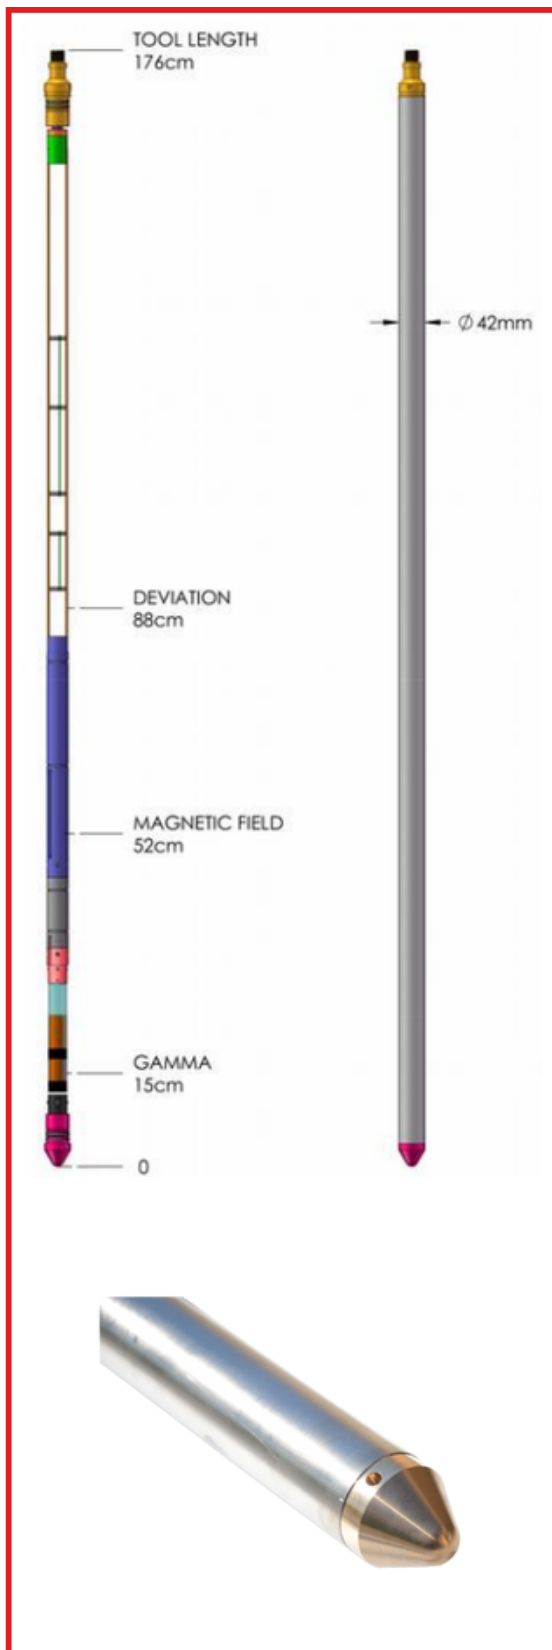 TOOL LENGTH
176cm
Ø 42mm
DEVIATION
88cm
MAGNETIC FIELD
52cm
GAMMA
15cm
0